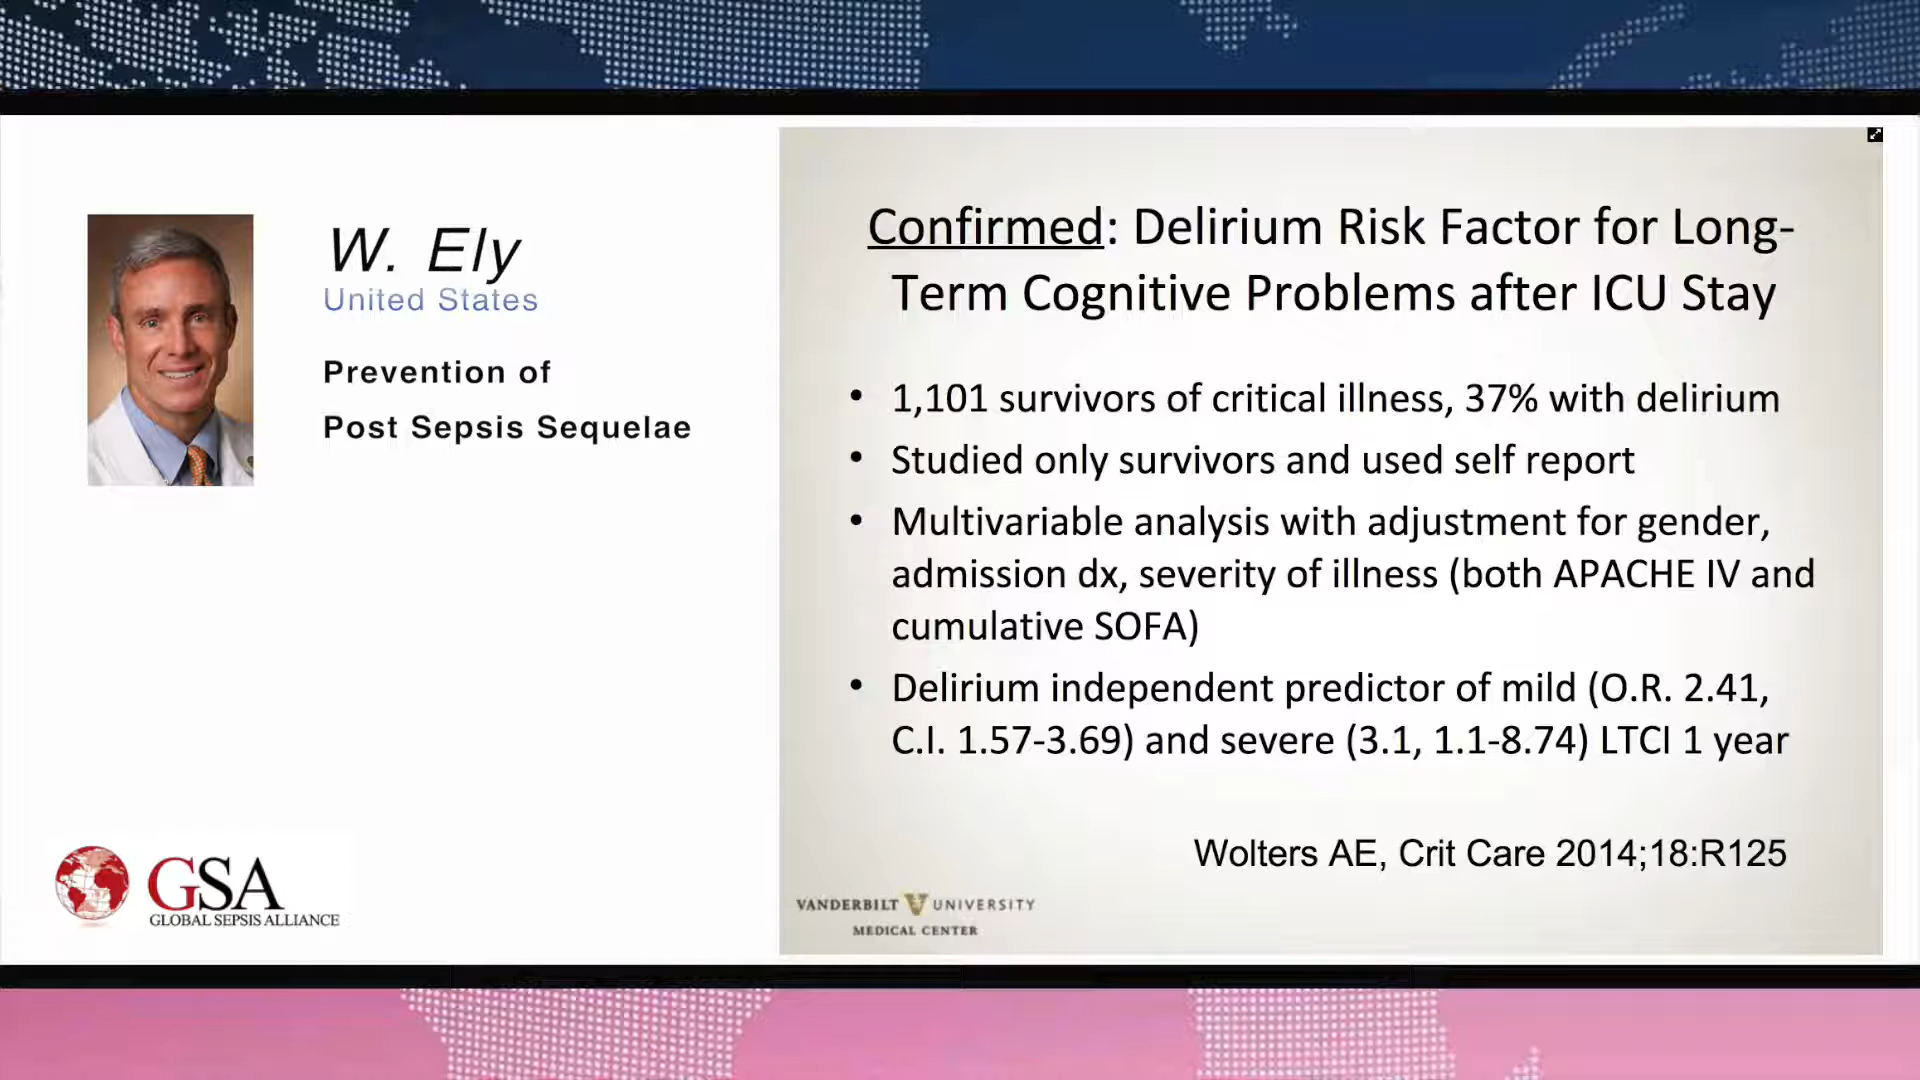 W. Ely
United States
Prevention of
Post Sepsis Sequelae
GSA
GLOBAL SEPSIS ALLIANCE
Confirmed: Delirium Risk Factor for Long-
Term Cognitive Problems after ICU Stay
• 1,101 survivors of critical illness, 37% with delirium
• Studied only survivors and used self report
• Multivariable analysis with adjustment for gender,
admission dx, severity of illness (both APACHE IV and
cumulative SOFA)
• Delirium independent predictor of mild (O.R. 2.41,
C.I. 1.57-3.69) and severe (3.1, 1.1-8.74) LTCI 1 year
Wolters AE, Crit Care 2014;18:R125
VANDERBILT V UNIVERSITY
MEDICAL CENTER